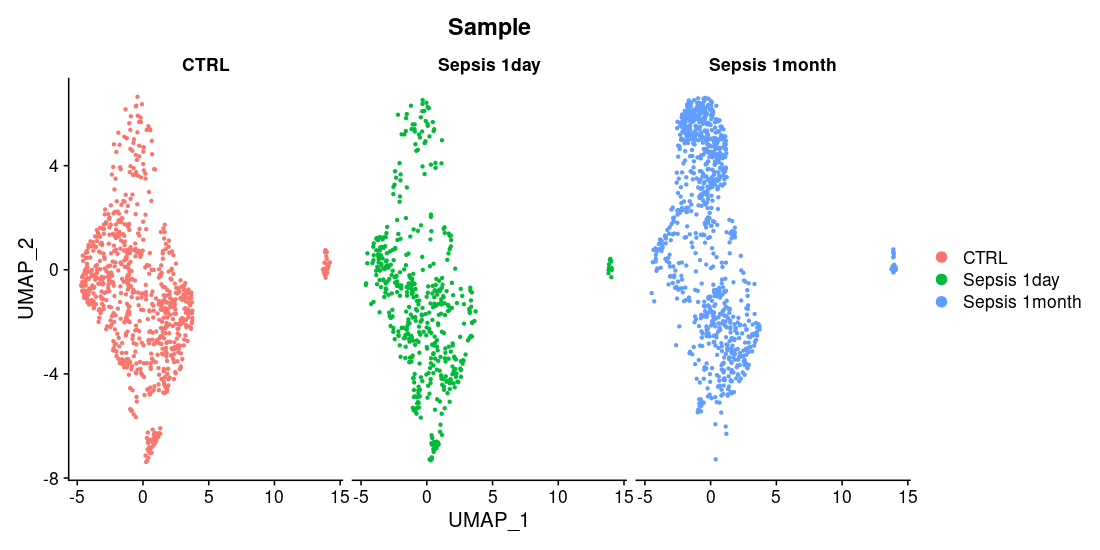 Sample
CTRL Sepsis 1day Sepsis 1month
UMAP_2
4
0
-4
-8
-5 0 5 10 15 -5 0 5 10 15 -5 0 5 10 15
UMAP_1
CTRL
Sepsis 1day
Sepsis 1month